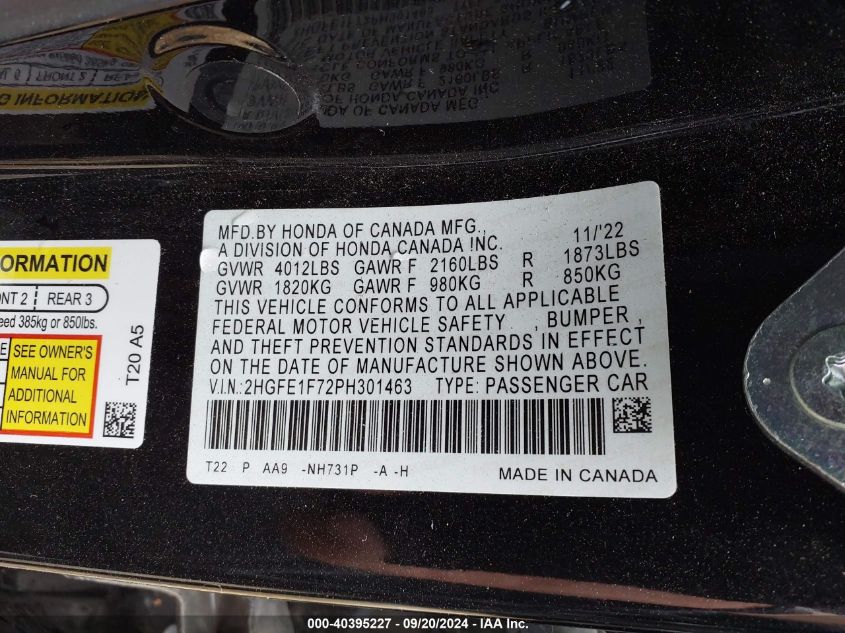 MFD.BY HONDA OF CANADA MFG., 11/'22
A DIVISION OF HONDA CANADA INC.
GVWR 4012LBS GAWR F 2160LBS R 1873LBS
GVWR 1820KG GAWR F 980KG R 850KG
THIS VEHICLE CONFORMS TO ALL APPLICABLE
FEDERAL MOTOR VEHICLE SAFETY , BUMPER ,
AND THEFT PREVENTION STANDARDS IN EFFECT
ON THE DATE OF MANUFACTURE SHOWN ABOVE.
V.I.N.: 2HGFE1F72PH301463 TYPE: PASSENGER CAR
T22 P AA9 -NH731P -A -H MADE IN CANADA
ORMATION
NT 2 REAR 3
eed 385kg or 850lbs.
E SEE OWNER'S
MANUAL FOR
ADDITIONAL
INFORMATION
T20 A5
000-40395227 - 09/20/2024 - IAA Inc.